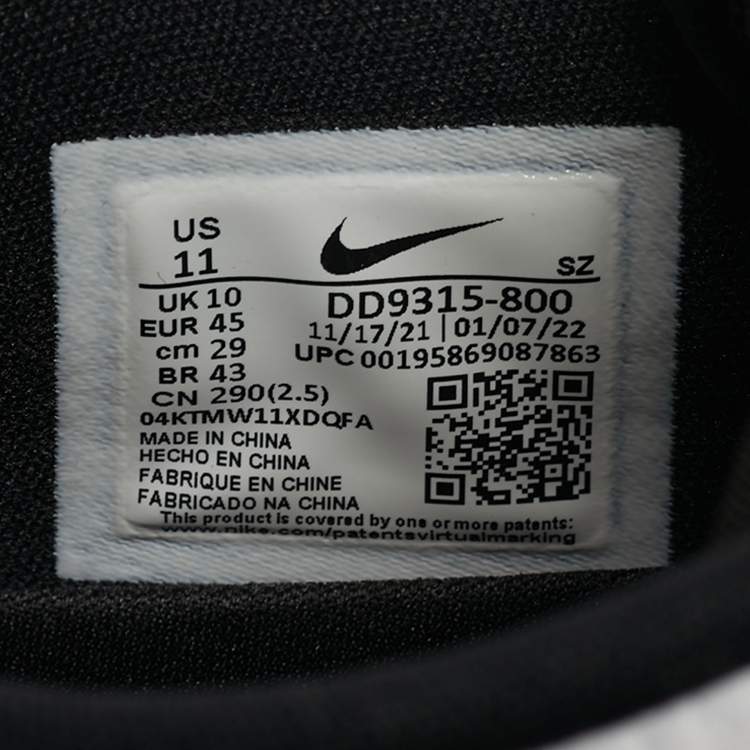 US
11
SZ
UK 10
EUR 45
cm 29
BR 43
CN 290(2.5)
DD9315-800
11/17/21 | 01/07/22
UPC 00195869087863
04KTMW11XDQFA
MADE IN CHINA
HECHO EN CHINA
FABRIQUE EN CHINE
FABRICADO NA CHINA
This product is covered by one or more patents:
www.nike.com/patentsvirtualmarking